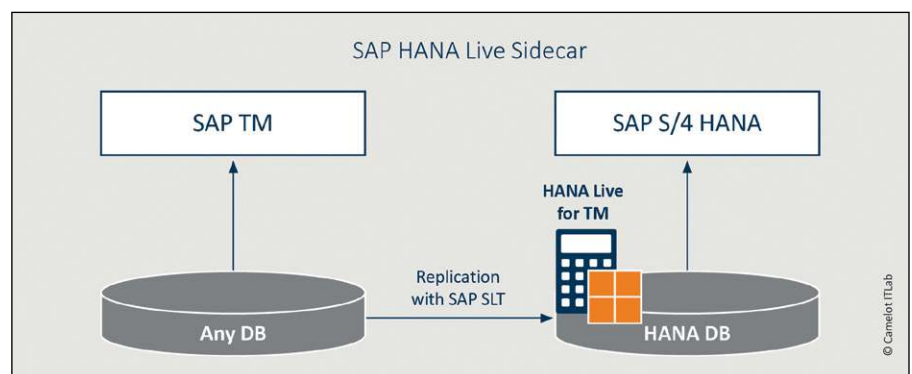 SAP HANA Live Sidecar
SAP TM
SAP S/4 HANA
HANA Live
for TM
Replication
with SAP SLT
Any DB
HANA DB
© Camelot ITLab